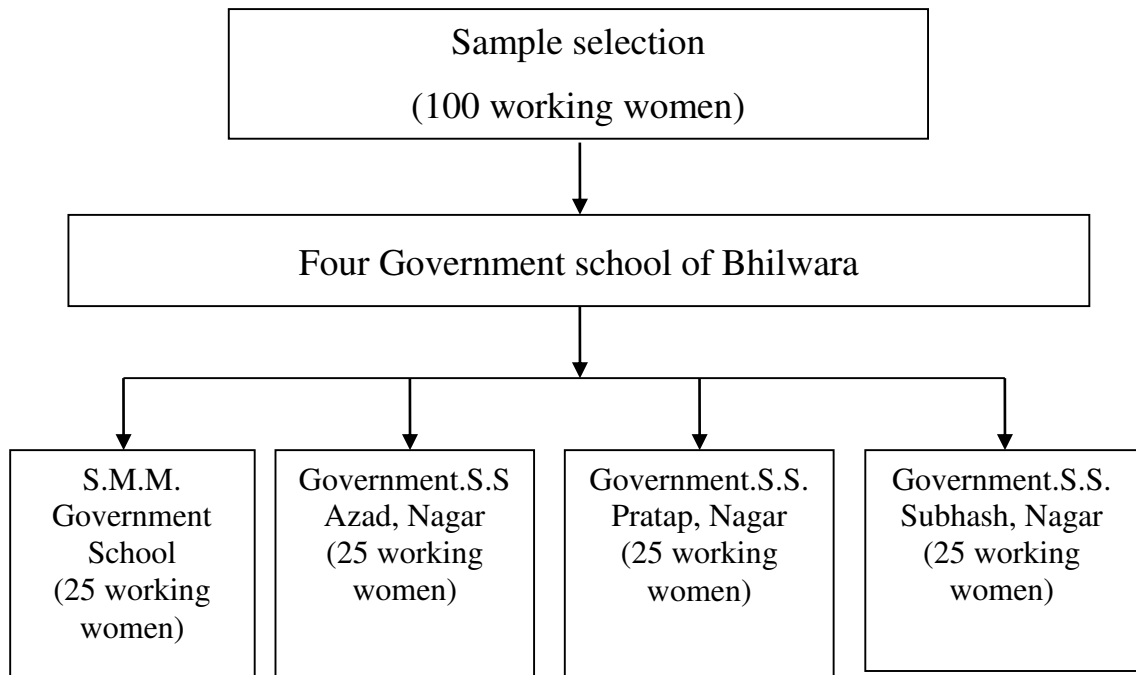 Sample selection
(100 working women)
Four Government school of Bhilwara
S.M.M.
Government
School
(25 working
women)
Government.S.S
Azad, Nagar
(25 working
women)
Government.S.S.
Pratap, Nagar
(25 working
women)
Government.S.S.
Subhash, Nagar
(25 working
women)